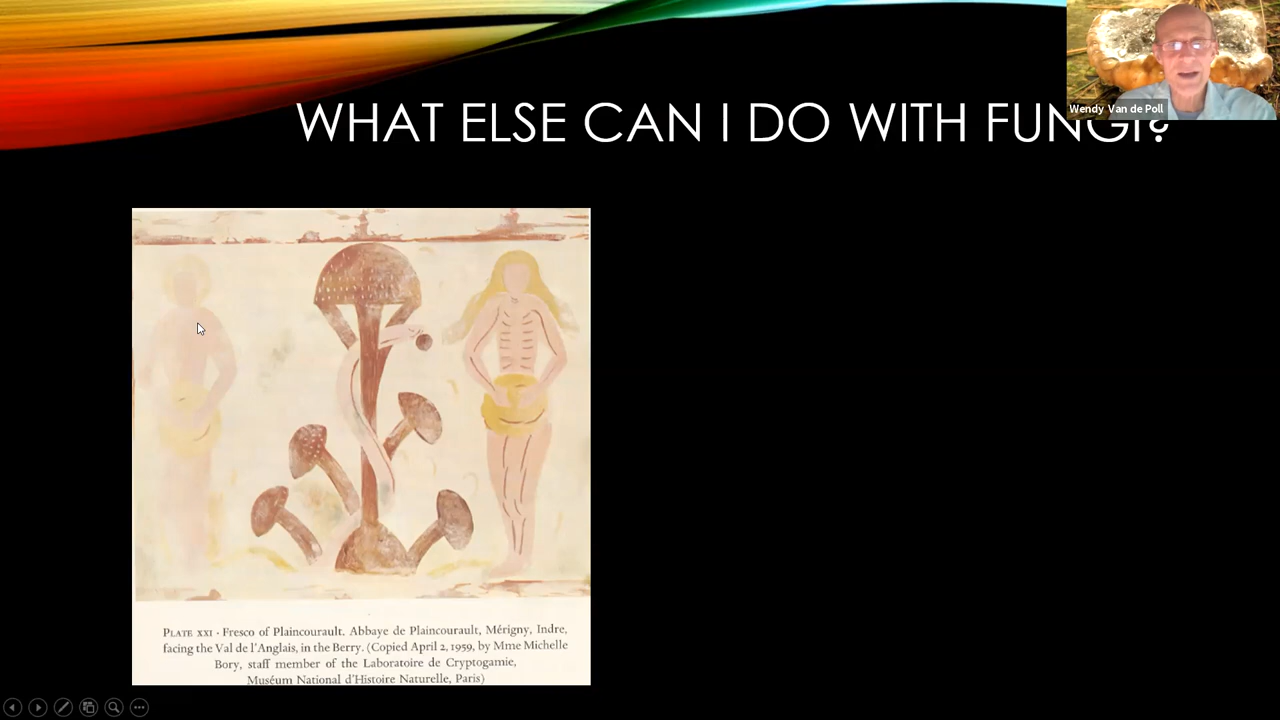 WHAT ELSE CAN I DO WITH FUNGI?
Wendy Van de Poll
PLATE XXI · Fresco of Plaincourault. Abbaye de Plaincourault, Mérigny, Indre,
facing the Val de l'Anglais, in the Berry. (Copied April 2, 1959, by Mme Michelle
Bory, staff member of the Laboratoire de Cryptogamie,
Muséum National d'Histoire Naturelle, Paris)